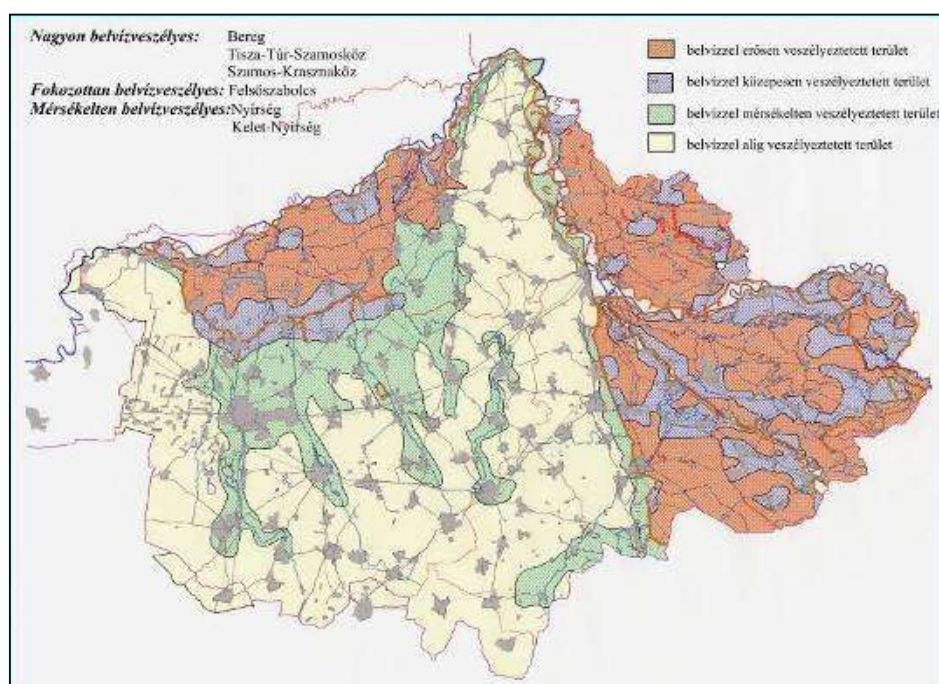 Nagyon belvízveszélyes: Bereg
Tisza-Túr-Szamosköz
Szamos-Krasznaköz
Fokozottan belvízveszélyes: Felsőszabolcs
Mérsékelten belvízveszélyes: Nyírség
Kelet-Nyírség
belvízzel erősen veszélyeztetett terület
belvízzel közepesen veszélyeztetett terület
belvízzel mérsékelten veszélyeztetett terület
belvízzel alig veszélyeztetett terület